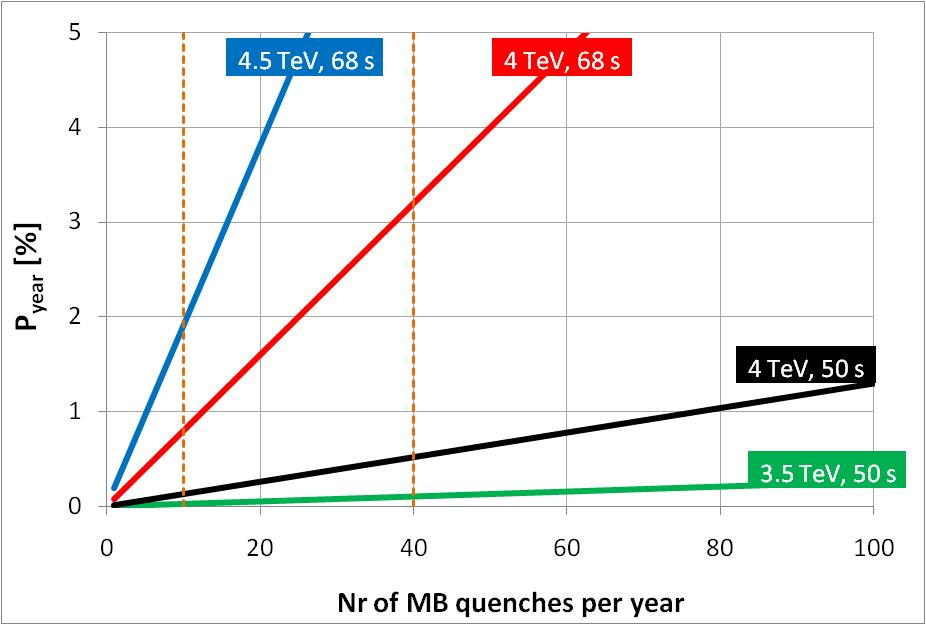 5
4.5 TeV, 68 s
4 TeV, 68 s
4
3
2
1
0
P year [%]
4 TeV, 50 s
3.5 TeV, 50 s
0 20 40 60 80 100
Nr of MB quenches per year